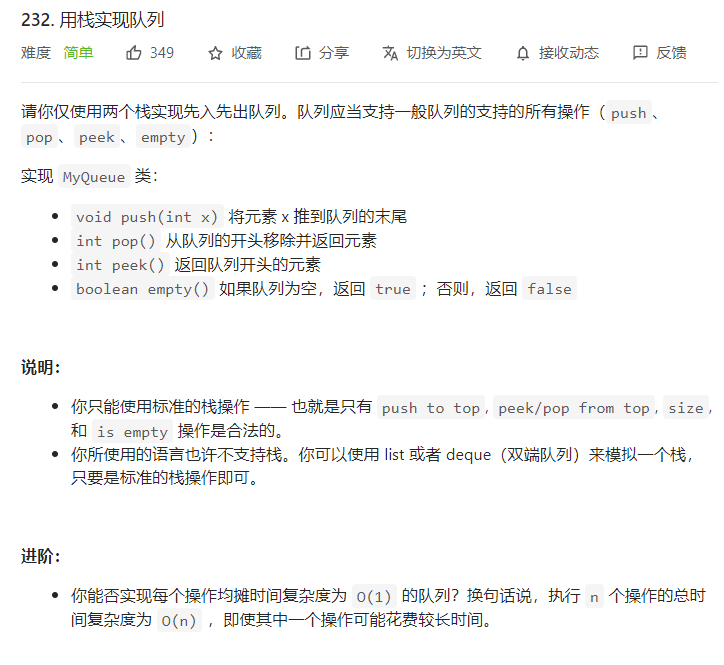 232. 用栈实现队列
难度 简单 349 收藏 分享 切换为英文 接收动态 反馈
请你仅使用两个栈实现先入先出队列。队列应当支持一般队列的支持的所有操作（push、
pop、peek、empty）：
实现 MyQueue 类：
• void push(int x) 将元素 x 推到队列的末尾
• int pop() 从队列的开头移除并返回元素
• int peek() 返回队列开头的元素
• boolean empty() 如果队列为空，返回 true ；否则，返回 false
说明：
• 你只能使用标准的栈操作 —— 也就是只有 push to top, peek/pop from top, size,
和 is empty 操作是合法的。
• 你所使用的语言也许不支持栈。你可以使用 list 或者 deque（双端队列）来模拟一个栈，
只要是标准的栈操作即可。
进阶：
• 你能否实现每个操作均摊时间复杂度为 O(1) 的队列？换句话说，执行 n 个操作的总时
间复杂度为 O(n) ，即使其中一个操作可能花费较长时间。